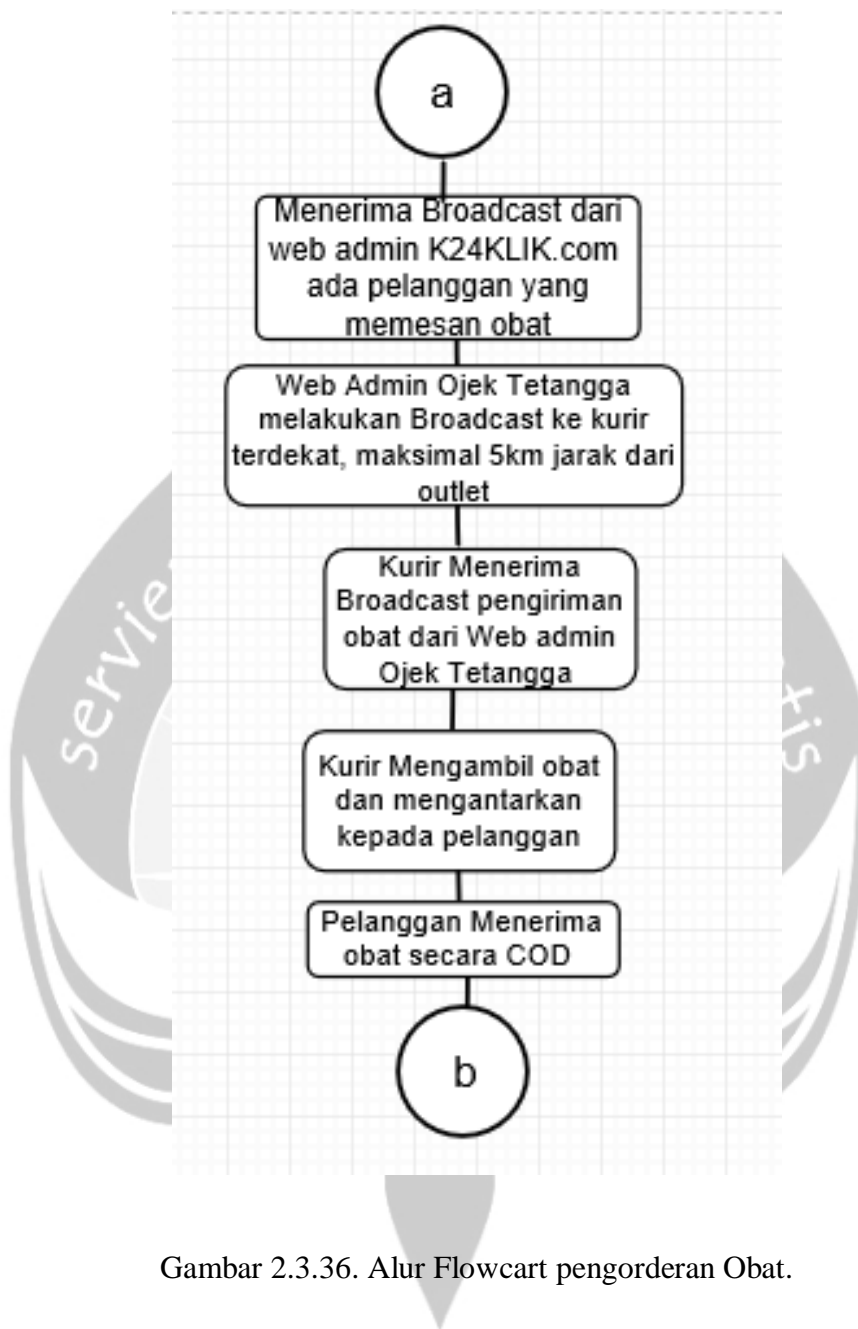 a
Menerima Broadcast dari
web admin K24KLIK.com
ada pelanggan yang
memesan obat
Web Admin Ojek Tetangga
melakukan Broadcast ke kurir
terdekat, maksimal 5km jarak dari
outlet
Kurir Menerima
Broadcast pengiriman
obat dari Web admin
Ojek Tetangga
Kurir Mengambil obat
dan mengantarkan
kepada pelanggan
Pelanggan Menerima
obat secara COD
b
Gambar 2.3.36. Alur Flowcart pengorderan Obat.